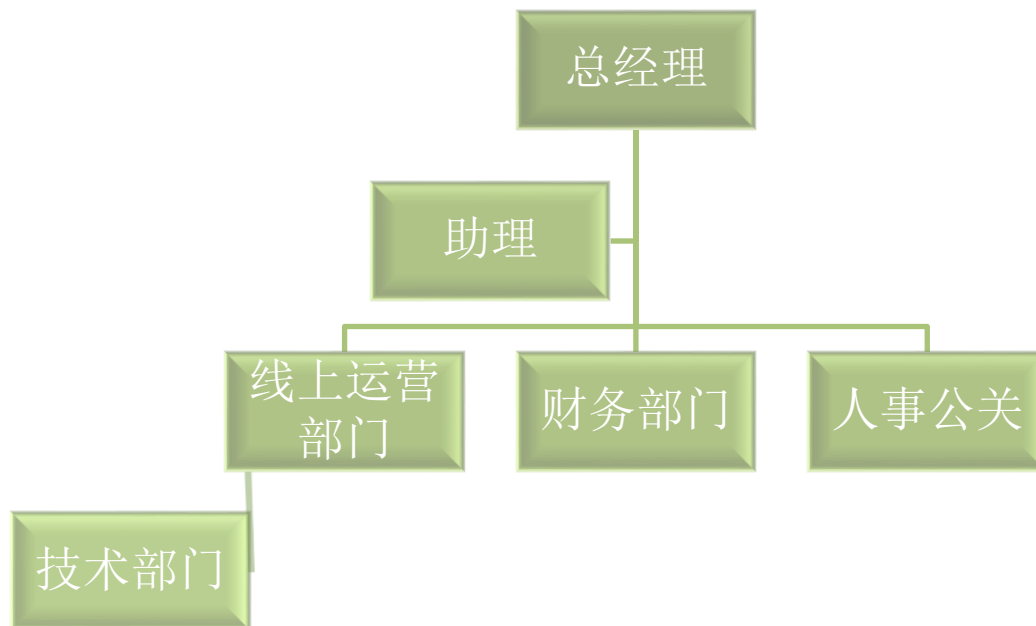 总经理
助理
线上运营
部门
财务部门
人事公关
技术部门